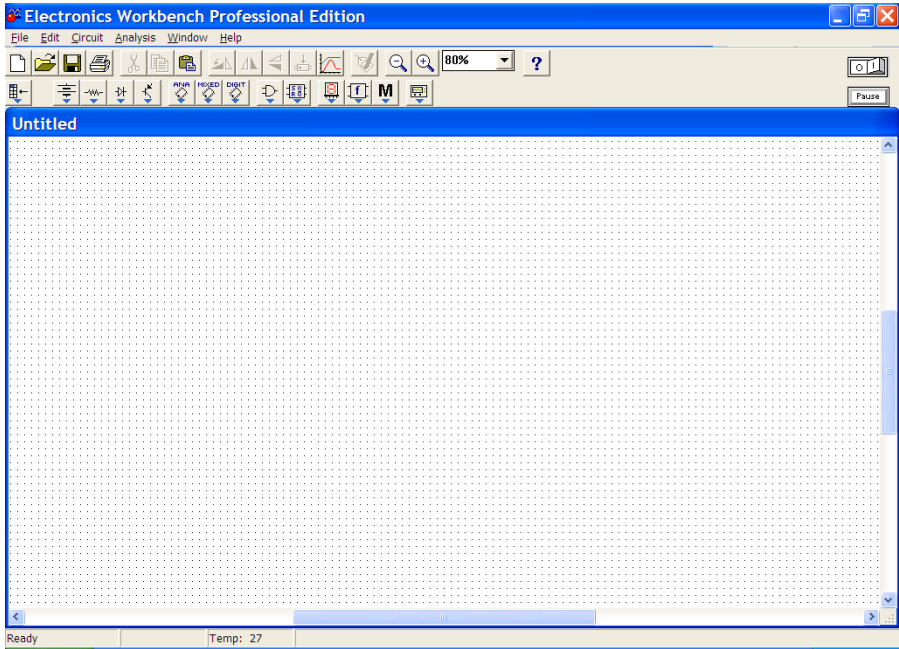 Electronics Workbench Professional Edition
File Edit Circuit Analysis Window Help
80% ?
ANA MIXED DIGIT f M
Pause
Untitled
Ready Temp: 27